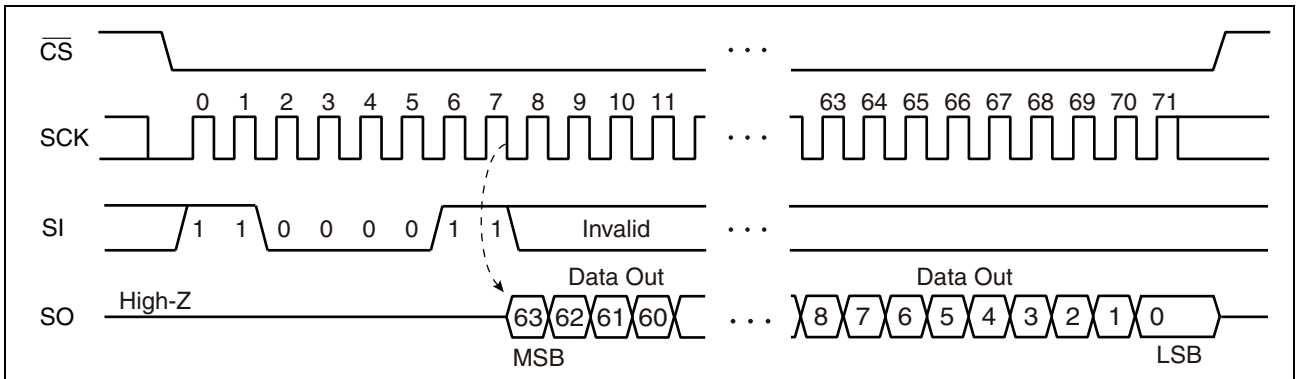 CS
· · ·
0 1 2 3 4 5 6 7 8 9 10 11 63 64 65 66 67 68 69 70 71
SCK
· · ·
SI
1 1 0 0 0 0 1 1 Invalid
· · ·
Data Out Data Out
High-Z
SO
63 62 61 60 · · · 8 7 6 5 4 3 2 1 0
MSB LSB